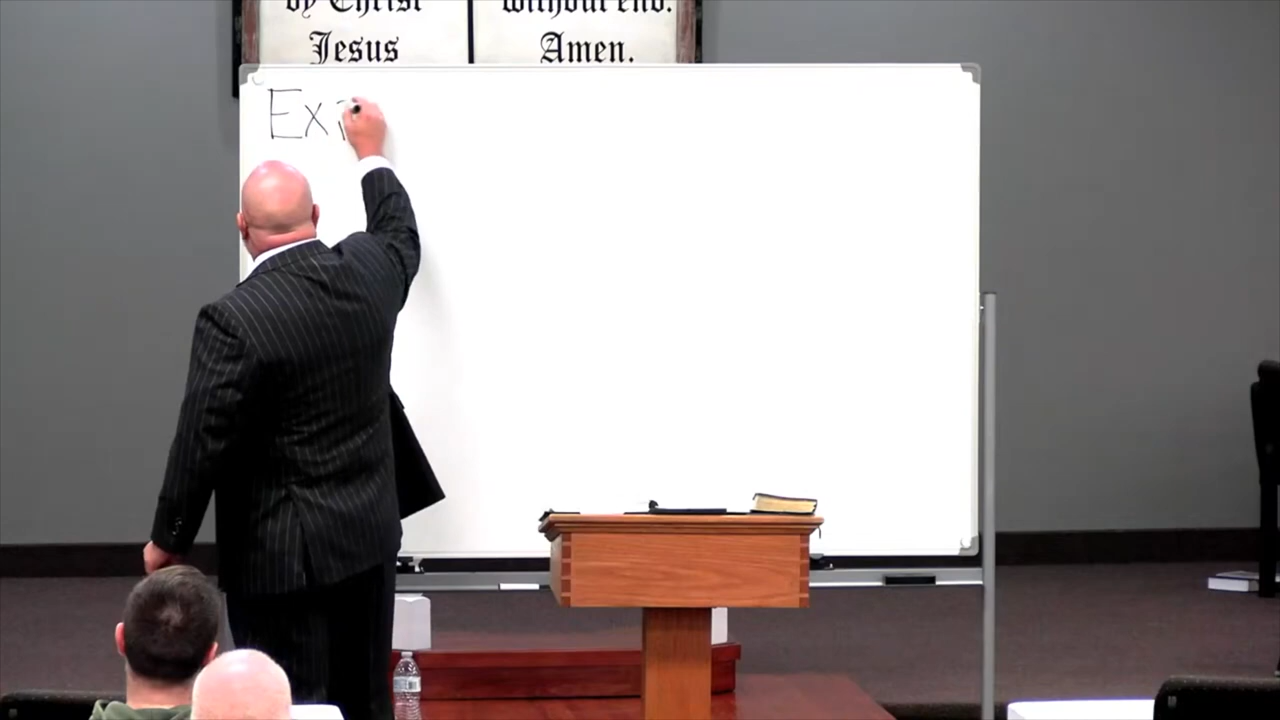 by Christ
Jesus
without end.
Amen.
Ex